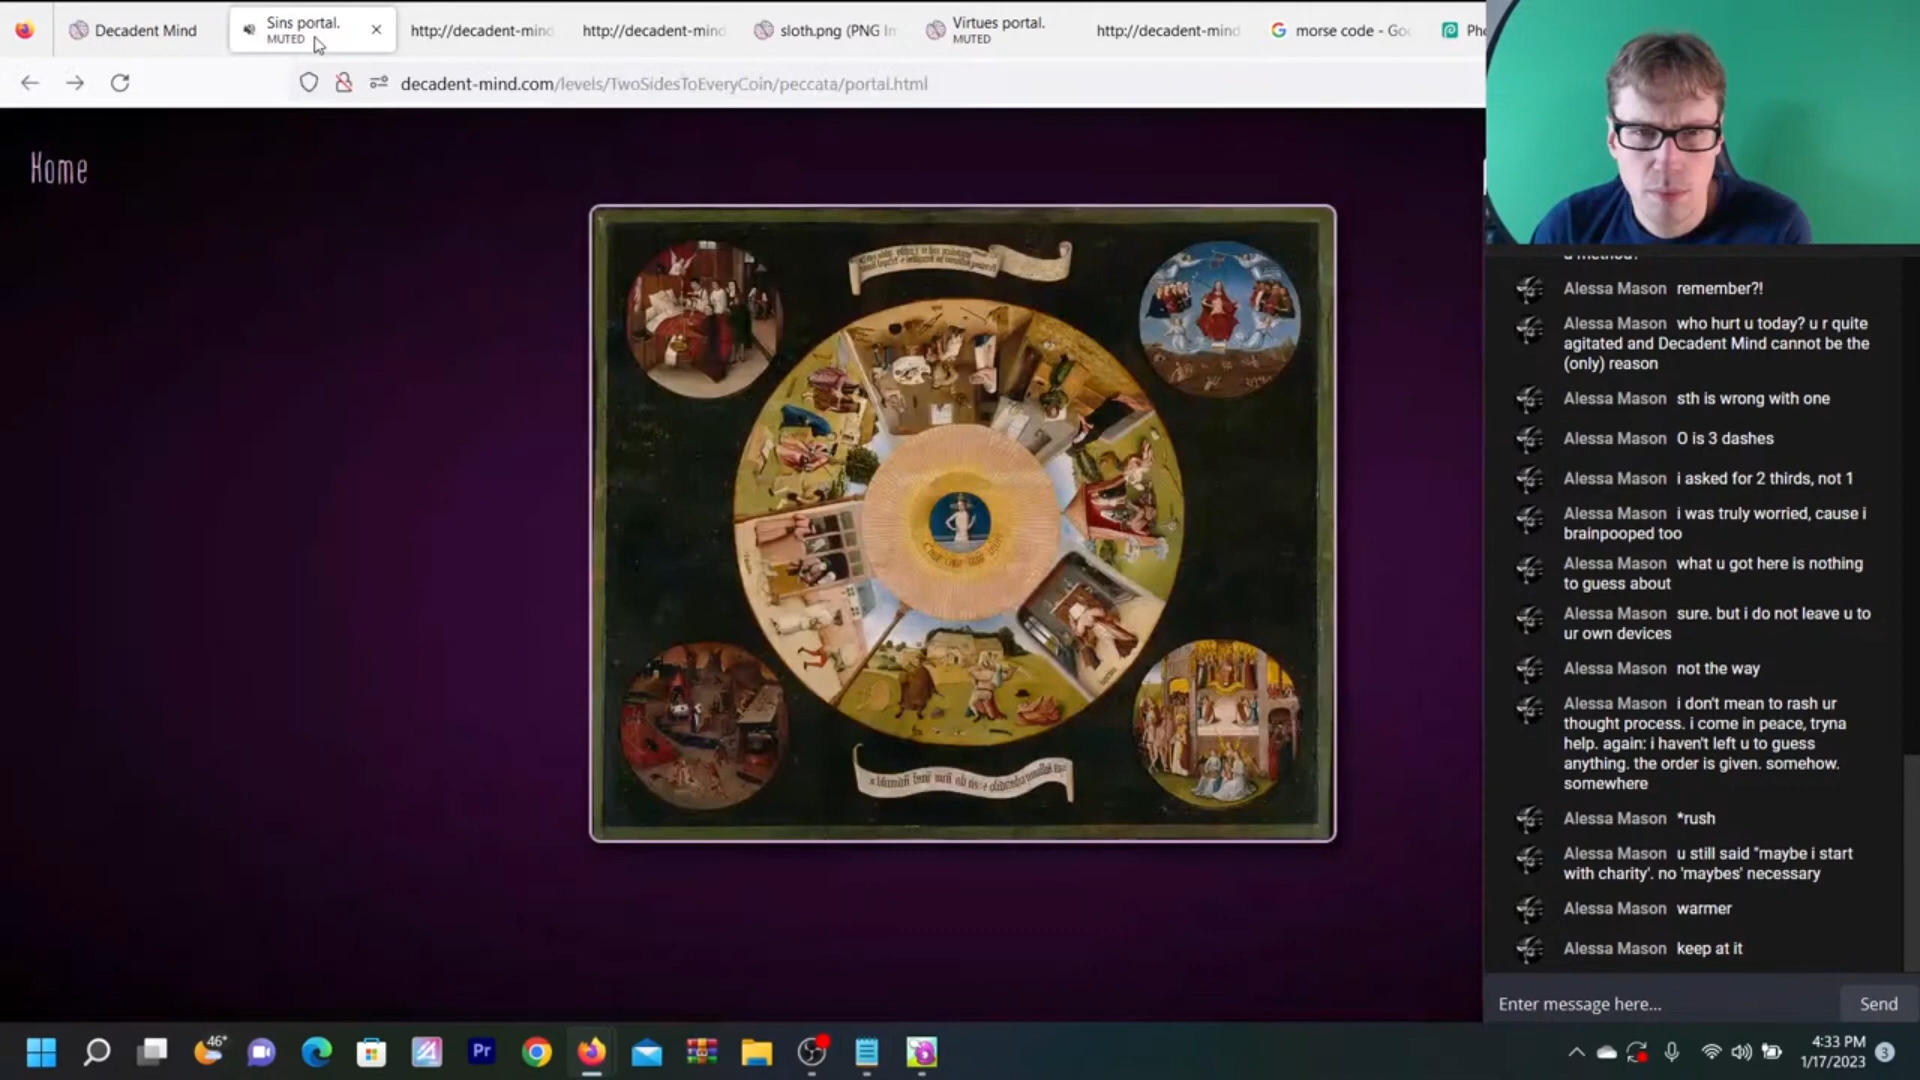 Decadent Mind
Sins portal.
MUTED
http://decadent-mind
http://decadent-mind
sloth.png (PNG Im
Virtues portal.
MUTED
http://decadent-mind
morse code - Goo
Pho
decadent-mind.com/levels/TwoSidesToEveryCoin/peccata/portal.html
Home
Alessa Mason remember?!
Alessa Mason who hurt u today? u r quite
agitated and Decadent Mind cannot be the
(only) reason
Alessa Mason sth is wrong with one
Alessa Mason O is 3 dashes
Alessa Mason i asked for 2 thirds, not 1
Alessa Mason i was truly worried, cause i
brainpooped too
Alessa Mason what u got here is nothing
to guess about
Alessa Mason sure. but i do not leave u to
ur own devices
Alessa Mason not the way
Alessa Mason i don't mean to rash ur
thought process. i come in peace, tryna
help. again: i haven't left u to guess
anything. the order is given. somehow.
somewhere
Alessa Mason *rush
Alessa Mason u still said "maybe i start
with charity'. no 'maybes' necessary
Alessa Mason warmer
Alessa Mason keep at it
Enter message here...
Send
46°
Pr
4:33 PM
1/17/2023
3